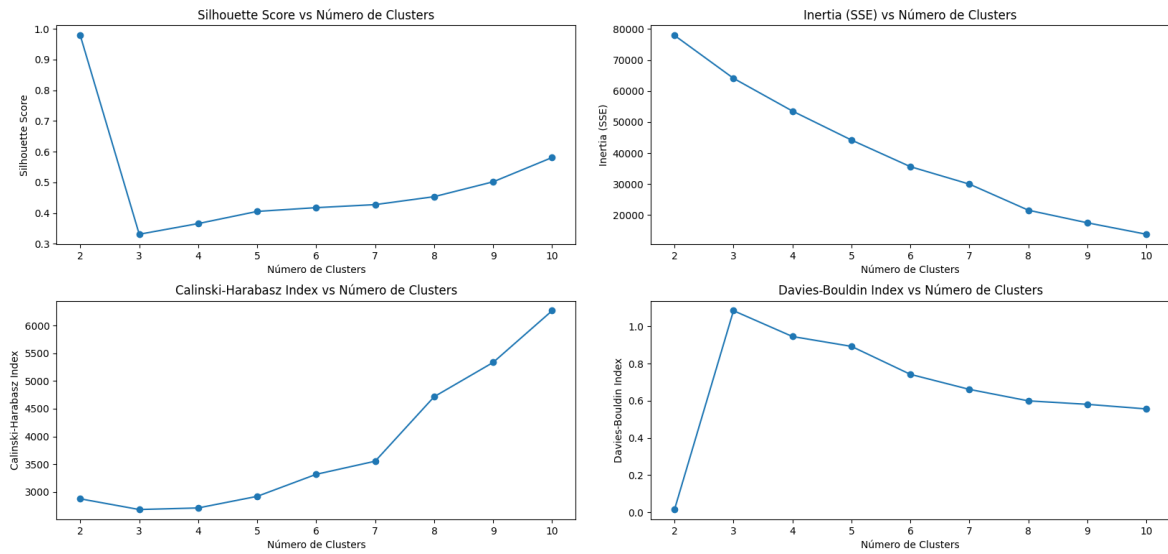 Silhouette Score vs Número de Clusters
1.0
0.9
0.8
0.7
0.6
0.5
0.4
0.3
Silhouette Score
2 3 4 5 6 7 8 9 10
Número de Clusters
Inertia (SSE) vs Número de Clusters
80000
70000
60000
50000
40000
30000
20000
Inertia (SSE)
2 3 4 5 6 7 8 9 10
Número de Clusters
Calinski-Harabasz Index vs Número de Clusters
6000
5500
5000
4500
4000
3500
3000
Calinski-Harabasz Index
2 3 4 5 6 7 8 9 10
Número de Clusters
Davies-Bouldin Index vs Número de Clusters
1.0
0.8
0.6
0.4
0.2
0.0
Davies-Bouldin Index
2 3 4 5 6 7 8 9 10
Número de Clusters